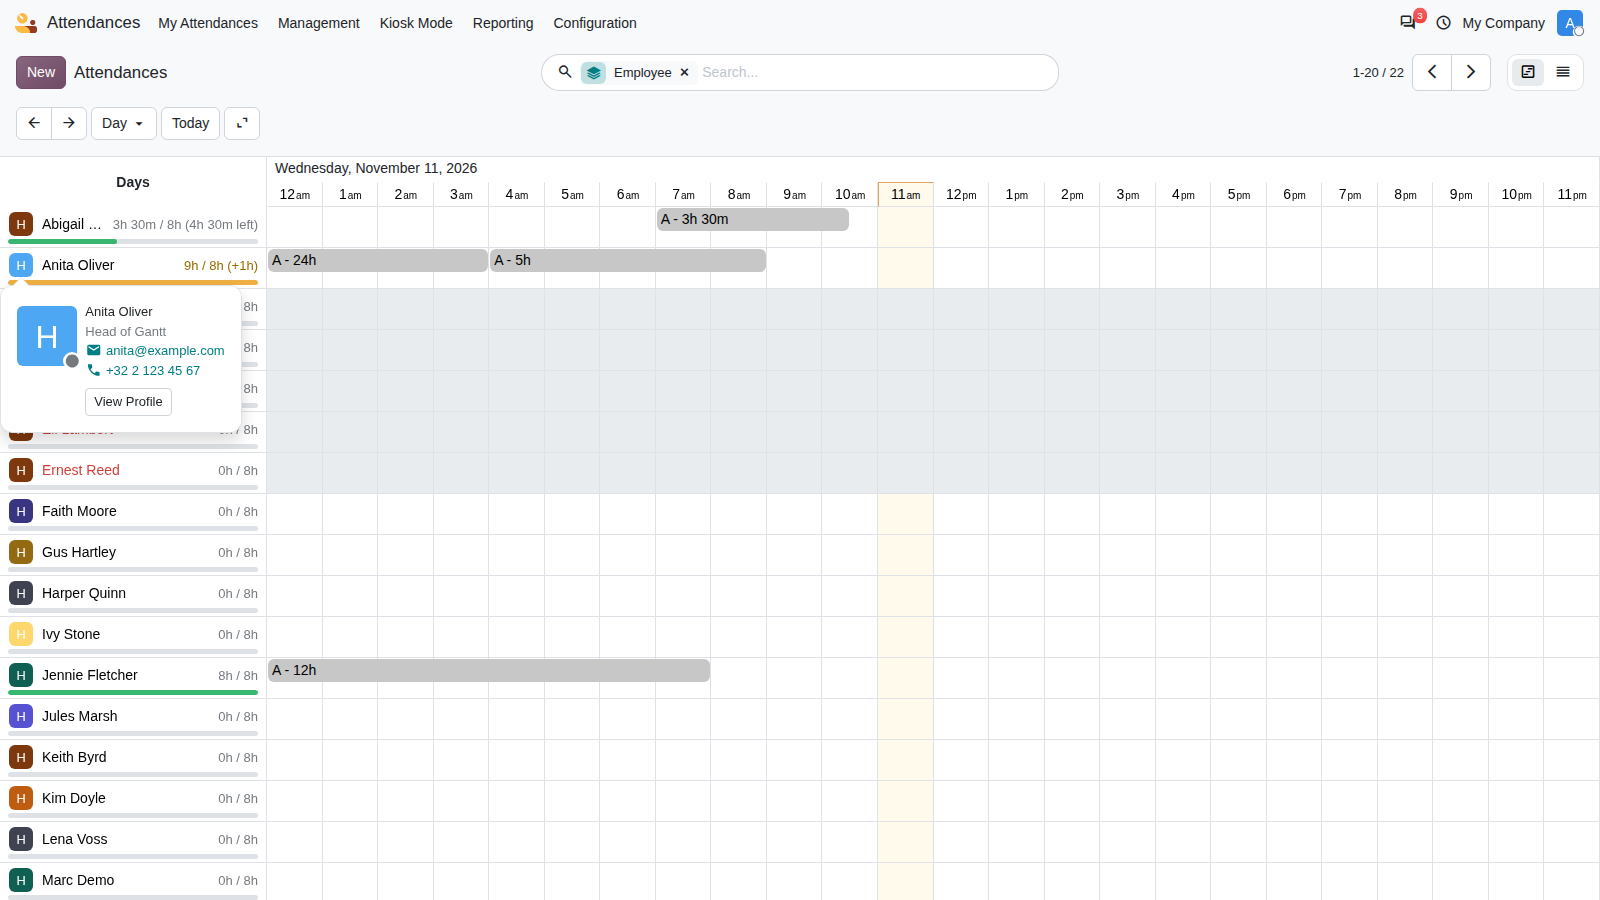 Attendances My Attendances Management Kiosk Mode Reporting Configuration 3 My Company A
New Attendances Employee Search... 1-20 / 22
Day Today
Days Wednesday, November 11, 2026
12am 1am 2am 3am 4am 5am 6am 7am 8am 9am 10am 11am 12pm 1pm 2pm 3pm 4pm 5pm 6pm 7pm 8pm 9pm 10pm 11pm
H Abigail ... 3h 30m / 8h (4h 30m left) A - 3h 30m
H Anita Oliver 9h / 8h (+1h) A - 24h A - 5h
8h
8h
8h
/ 8h
H
Anita Oliver
Head of Gantt
anita@example.com
+32 2 123 45 67
View Profile
H Ernest Reed 0h / 8h
H Faith Moore 0h / 8h
H Gus Hartley 0h / 8h
H Harper Quinn 0h / 8h
H Ivy Stone 0h / 8h
H Jennie Fletcher 8h / 8h A - 12h
H Jules Marsh 0h / 8h
H Keith Byrd 0h / 8h
H Kim Doyle 0h / 8h
H Lena Voss 0h / 8h
H Marc Demo 0h / 8h